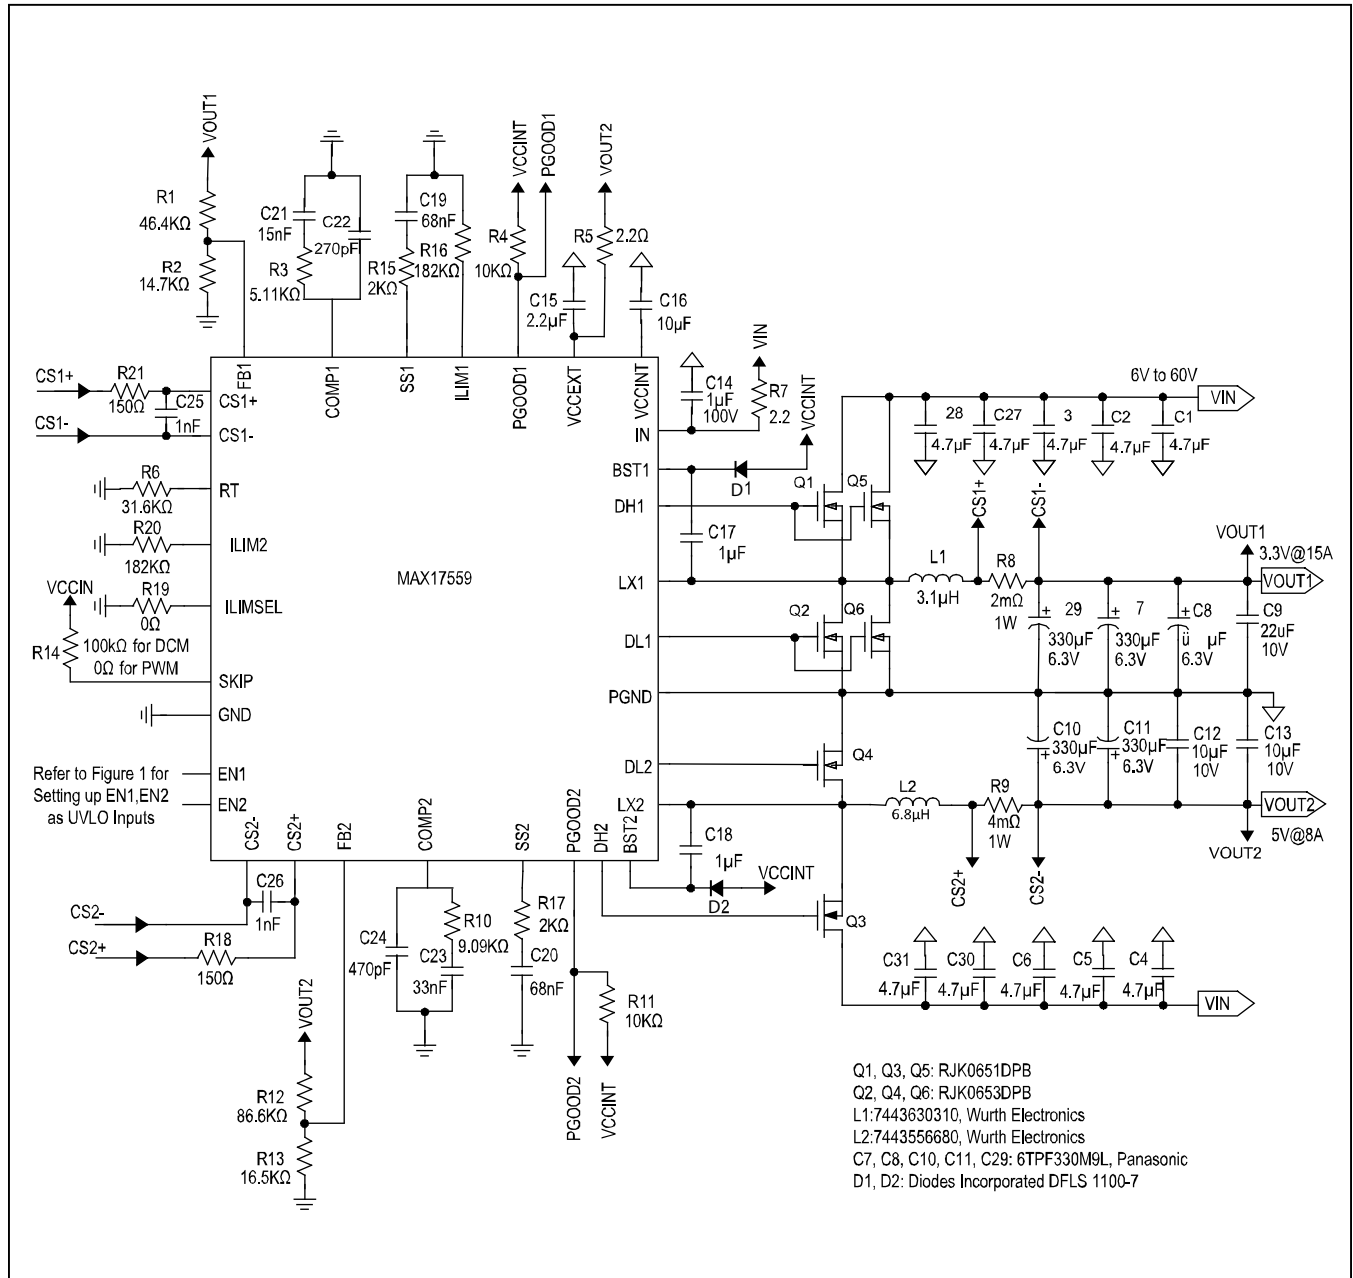 VOUT1
R1
46.4KΩ
R2
14.7KΩ
C21
15nF
C22
270pF
R3
5.11KΩ
C19
68nF
R15
2KΩ
R16
182KΩ
VCCINT
PGOOD1
R4
10KΩ
VOUT2
R5
2.2Ω
C15
2.2µF
C16
10µF
FB1
COMP1
SS1
ILIM1
PGOOD1
VCCEXT
VCCINT
CS1+
R21
150Ω
C25
1nF
CS1-
CS1+
CS1-
R6
31.6KΩ
RT
R20
182KΩ
ILIM2
VCCIN
R19
0Ω
ILIMSEL
R14
100kΩ for DCM
0Ω for PWM
SKIP
GND
Refer to Figure 1 for
Setting up EN1,EN2
as UVLO Inputs
EN1
EN2
MAX17559
IN
BST1
DH1
LX1
DL1
PGND
DL2
LX2
C14
1µF
100V
VIN
R7
2.2
VCCINT
D1
C17
1µF
Q1
Q5
Q2
Q6
6V to 60V
VIN
28
4.7µF
C27
4.7µF
3
4.7µF
C2
4.7µF
C1
4.7µF
CS1+
CS1-
L1
3.1µH
R8
2mΩ
1W
VOUT1
3.3V@15A
VOUT1
29
330µF
6.3V
7
330µF
6.3V
C8
ü µF
6.3V
C9
22uF
10V
C10
330µF
6.3V
C11
330µF
6.3V
C12
10µF
10V
C13
10µF
10V
Q4
L2
6.8µH
R9
4mΩ
1W
VOUT2
5V@8A
VOUT2
CS2+
CS2-
C18
1µF
D2
VCCINT
Q3
CS2-
CS2+
FB2
COMP2
SS2
PGOOD2
DH2
BST2
CS2-
C26
1nF
CS2+
R18
150Ω
VOUT2
R12
86.6KΩ
R13
16.5KΩ
C24
470pF
R10
9.09KΩ
C23
33nF
R17
2KΩ
C20
68nF
R11
10KΩ
PGOOD2
VCCINT
C31
4.7µF
C30
4.7µF
C6
4.7µF
C5
4.7µF
C4
4.7µF
VIN
Q1, Q3, Q5: RJK0651DPB
Q2, Q4, Q6: RJK0653DPB
L1:7443630310, Wurth Electronics
L2:7443556680, Wurth Electronics
C7, C8, C10, C11, C29: 6TPF330M9L, Panasonic
D1, D2: Diodes Incorporated DFLS 1100-7